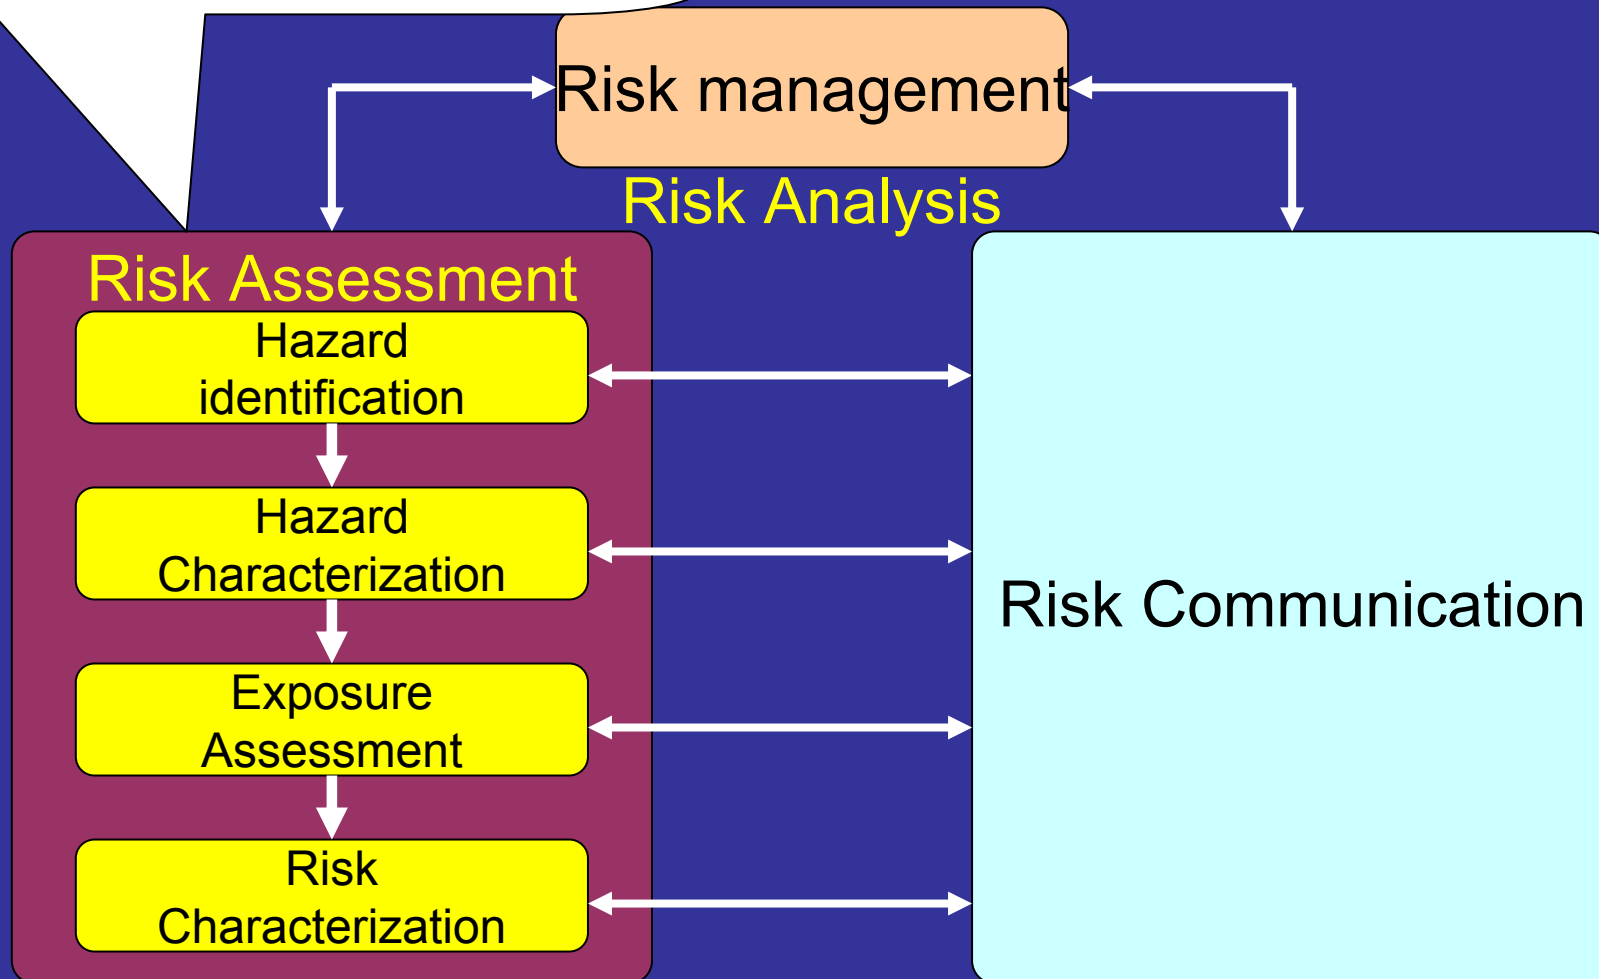 Risk management
Risk Analysis
Risk Assessment
Hazard
identification
Hazard
Characterization
Exposure
Assessment
Risk
Characterization
Risk Communication